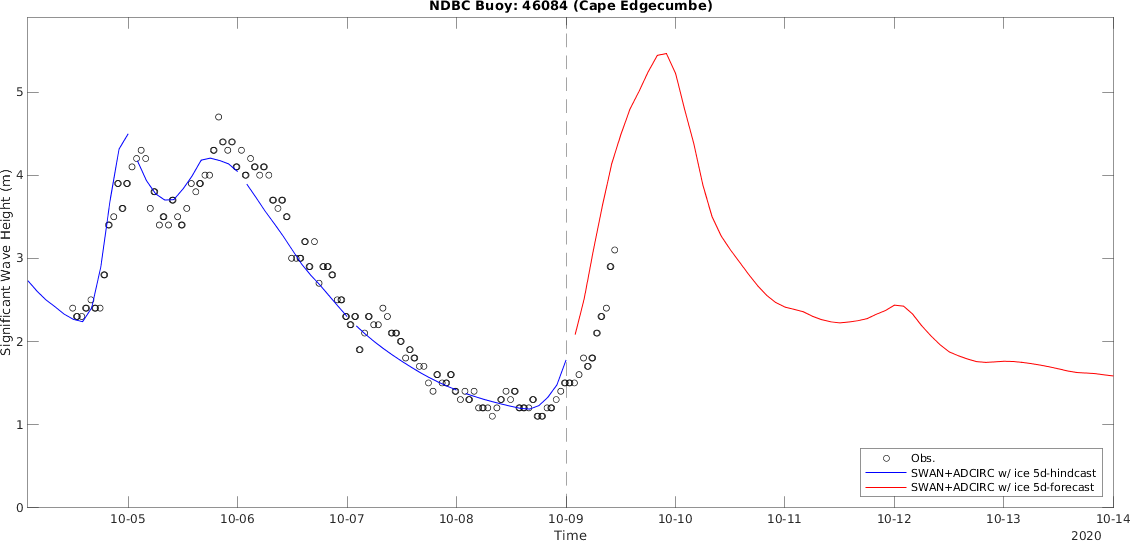 NDBC Buoy: 46084 (Cape Edgecumbe)
Significant Wave Height (m)
5
4
3
2
1
0
Obs.
SWAN+ADCIRC w/ ice 5d-hindcast
SWAN+ADCIRC w/ ice 5d-forecast
10-05 10-06 10-07 10-08 10-09 10-10 10-11 10-12 10-13 10-14
Time
2020